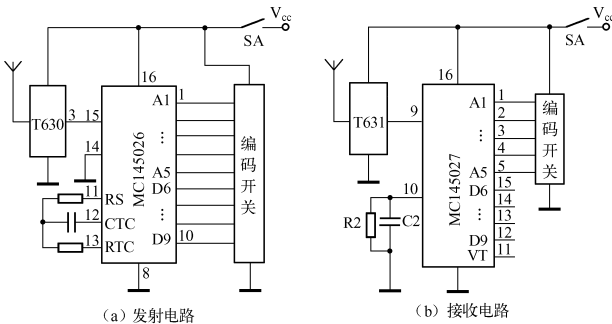 Vcc
SA
16
T630
3
15
14
MC145026
A1
1
⋮
A5
D6
⋮
D9
10
11
RS
12
CTC
13
RTC
8
编码开关
(a) 发射电路
Vcc
SA
16
T631
9
10
R2
C2
MC145027
A1
1
2
⋮
3
4
A5
5
D6
15
14
⋮
13
12
D9
VT
11
编码开关
(b) 接收电路